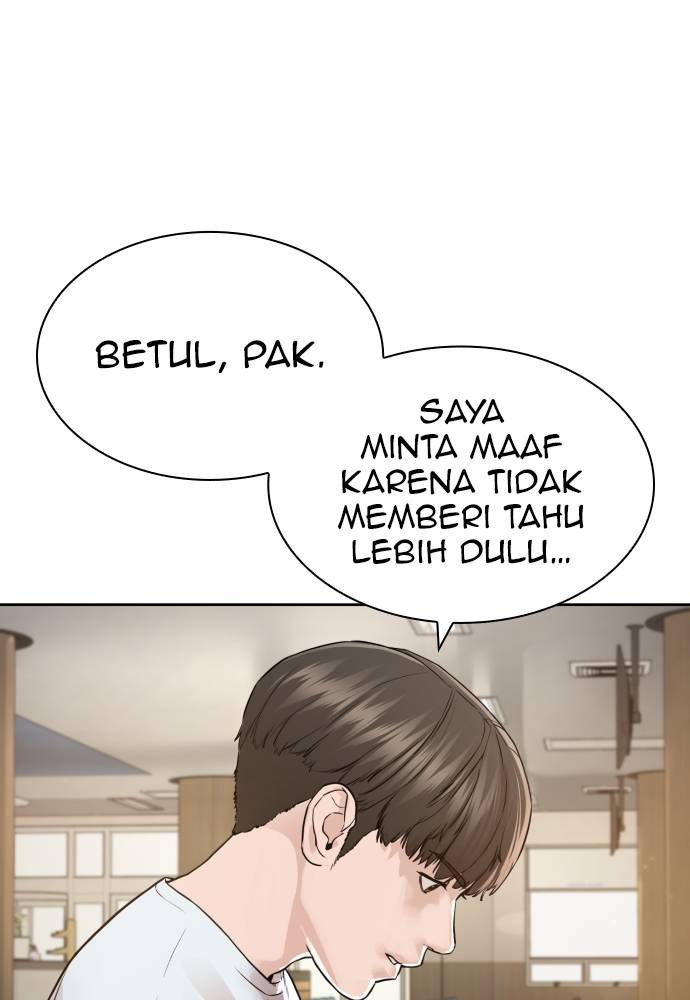 BETUL, PAK.
SAYA
MINTA MAAF
KARENA TIDAK
MEMBERI TAHU
LEBIH DULU...